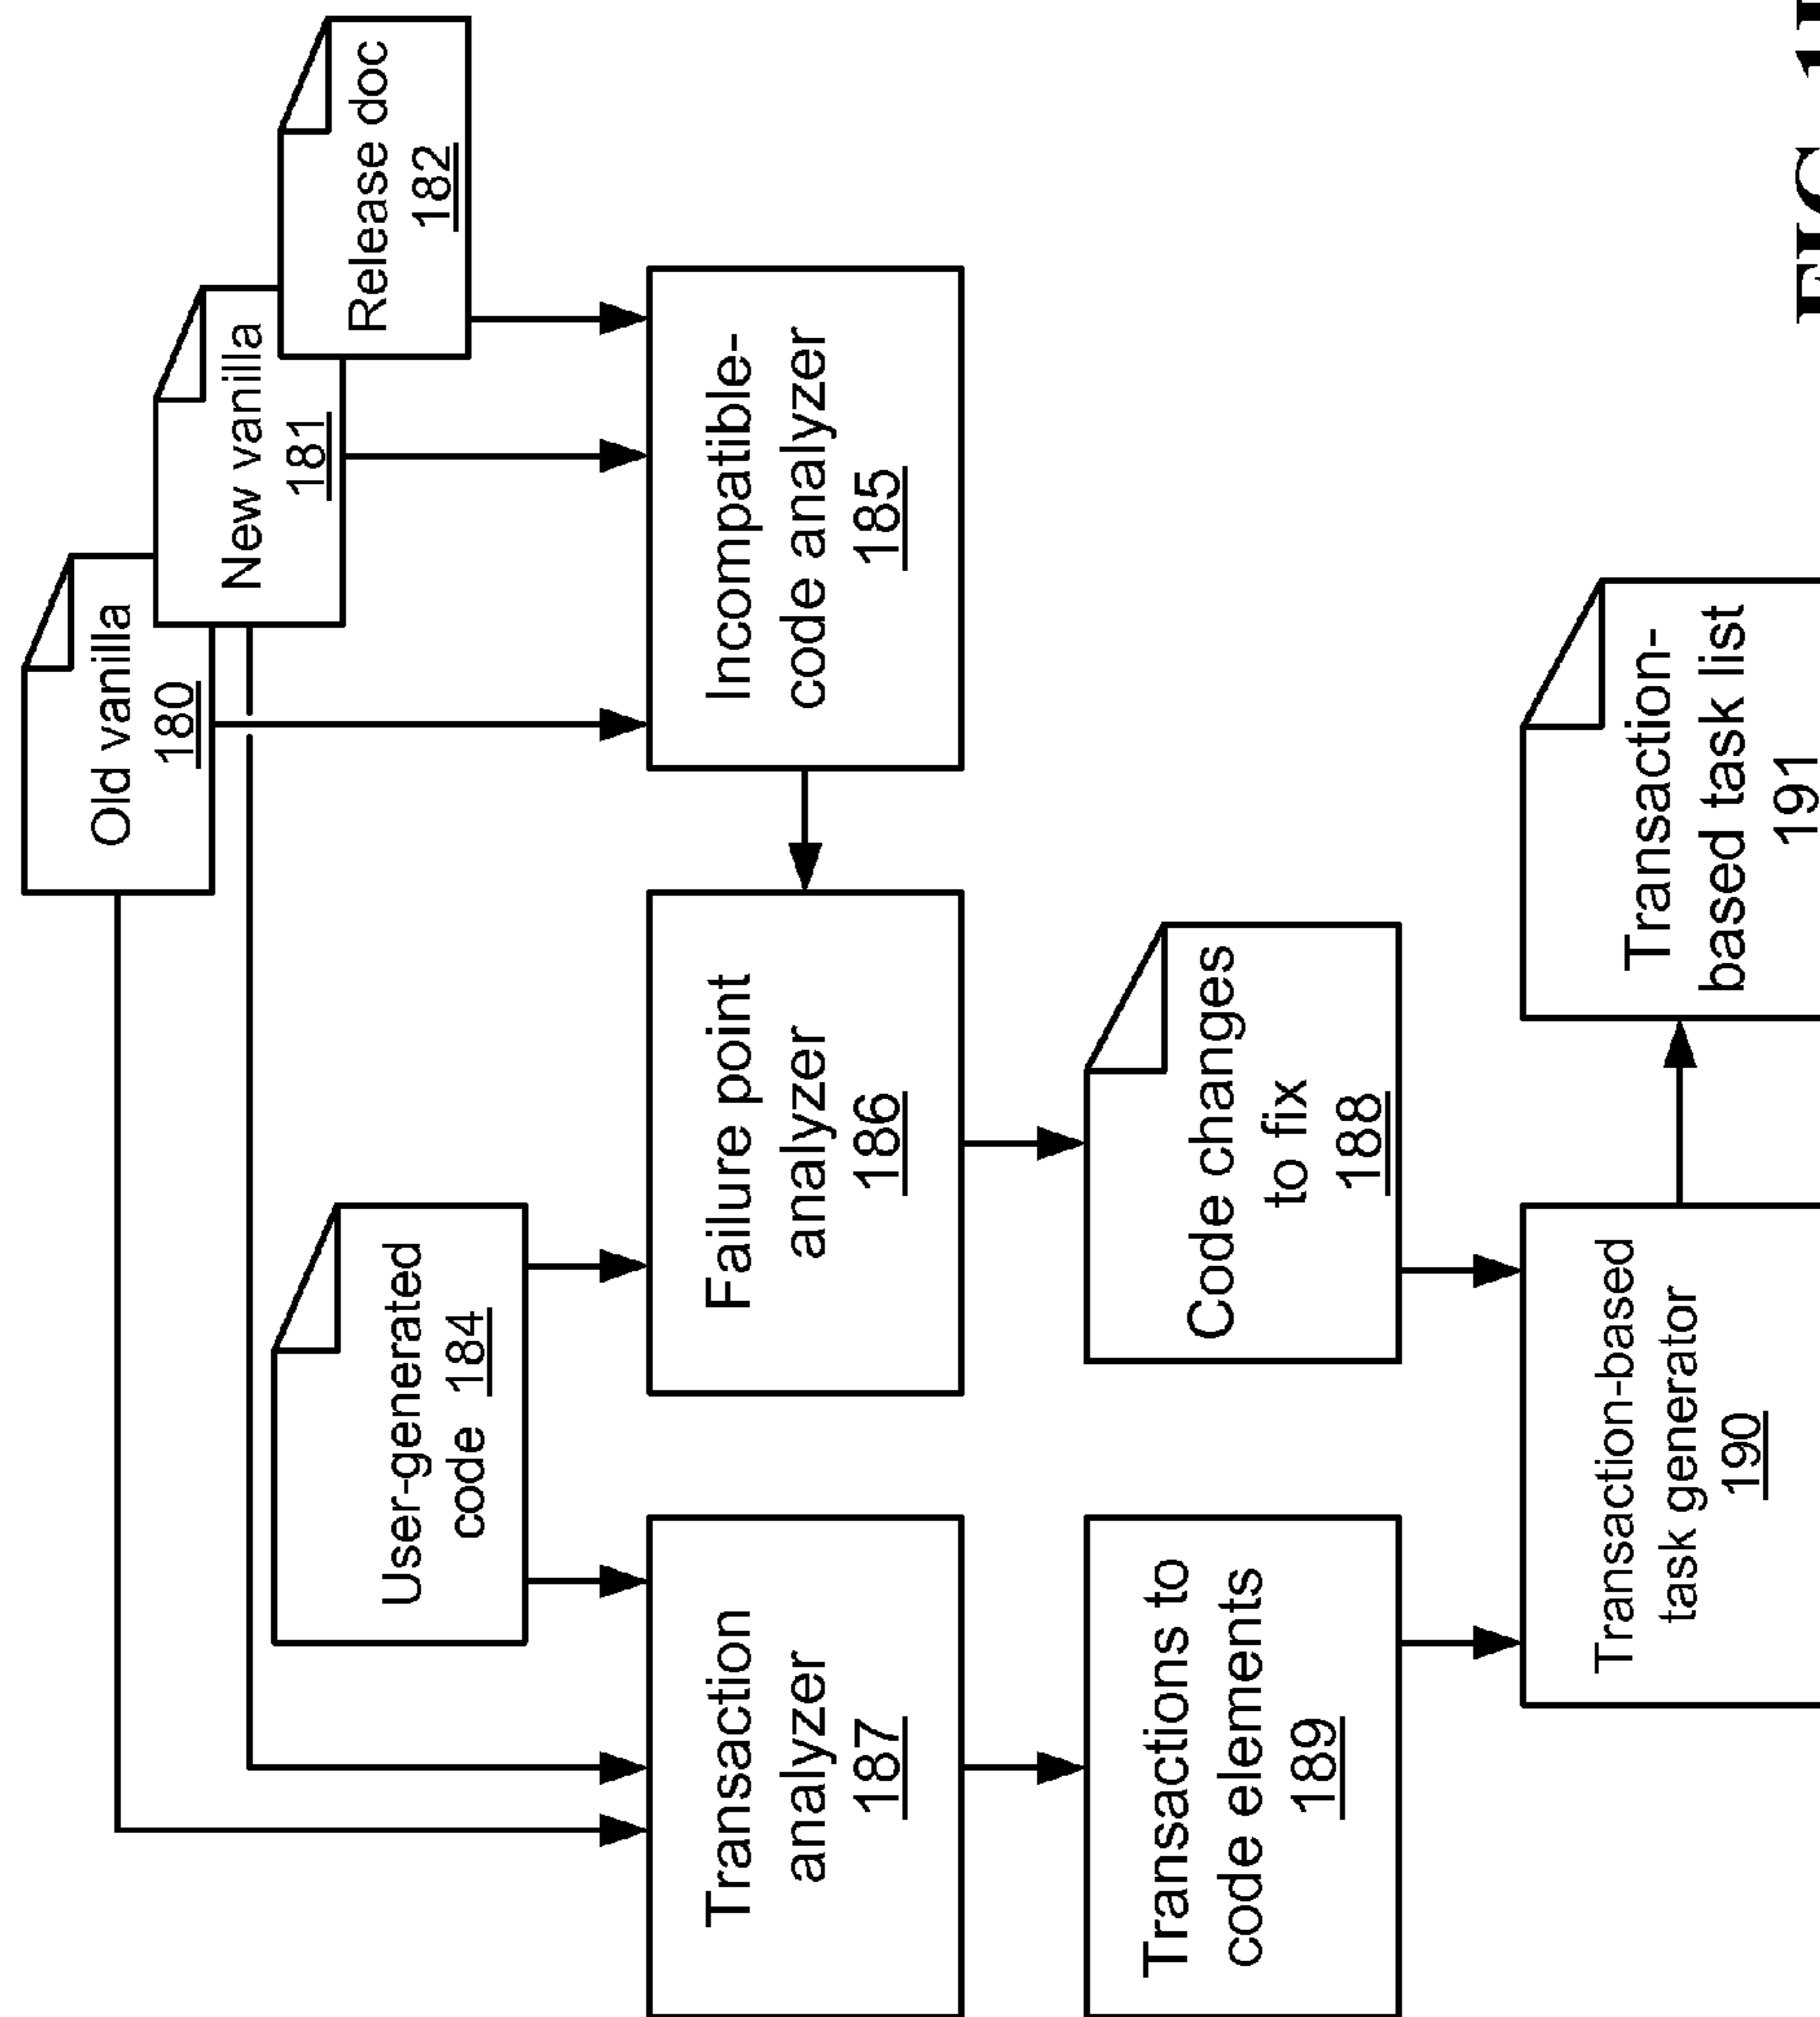 Old vanilla
180
New vanilla
181
Release doc
182
User-generated
code 184
Transaction
analyzer
187
Failure point
analyzer
186
Incompatible-
code analyzer
185
Transactions to
code elements
189
Code changes
to fix
188
Transaction-based
task generator
190
Transaction-
based task list
191